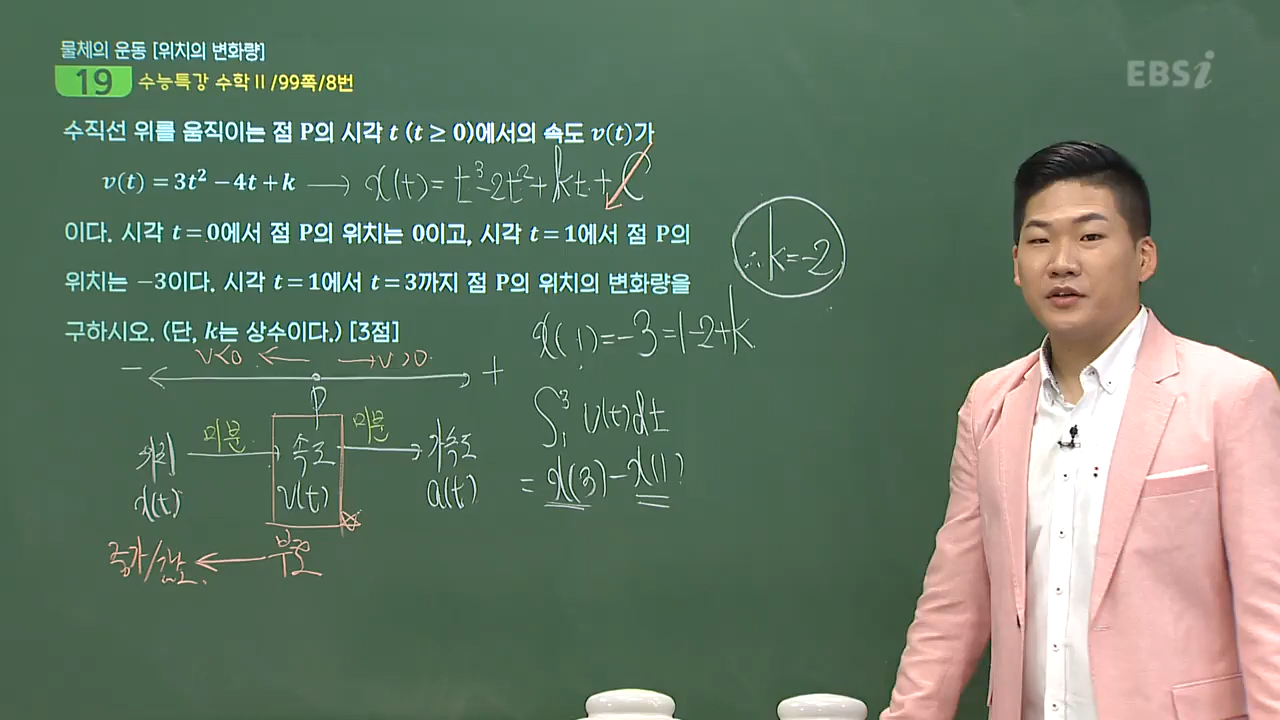 물체의 운동 [위치의 변화량]
19 수능특강 수학Ⅱ/99쪽/8번
EBSi
수직선 위를 움직이는 점 P의 시각 t (t ≥ 0)에서의 속도 v(t)가
v(t) = 3t² − 4t + k → x(t) = t³ - 2t² + kt + 0
이다. 시각 t = 0에서 점 P의 위치는 0이고, 시각 t = 1에서 점 P의
∴ k = -2
위치는 −3이다. 시각 t = 1에서 t = 3까지 점 P의 위치의 변화량을
구하시오. (단, k는 상수이다.) [3점]
x(1) = -3 = 1-2+k
v<0 ← → v>0
− +
P
∫₁³ v(t)dt
미분 미분
위치 속도 가속도
= x(3) - x(1)
x(t) v(t) a(t)
증가/감소 ← 부호